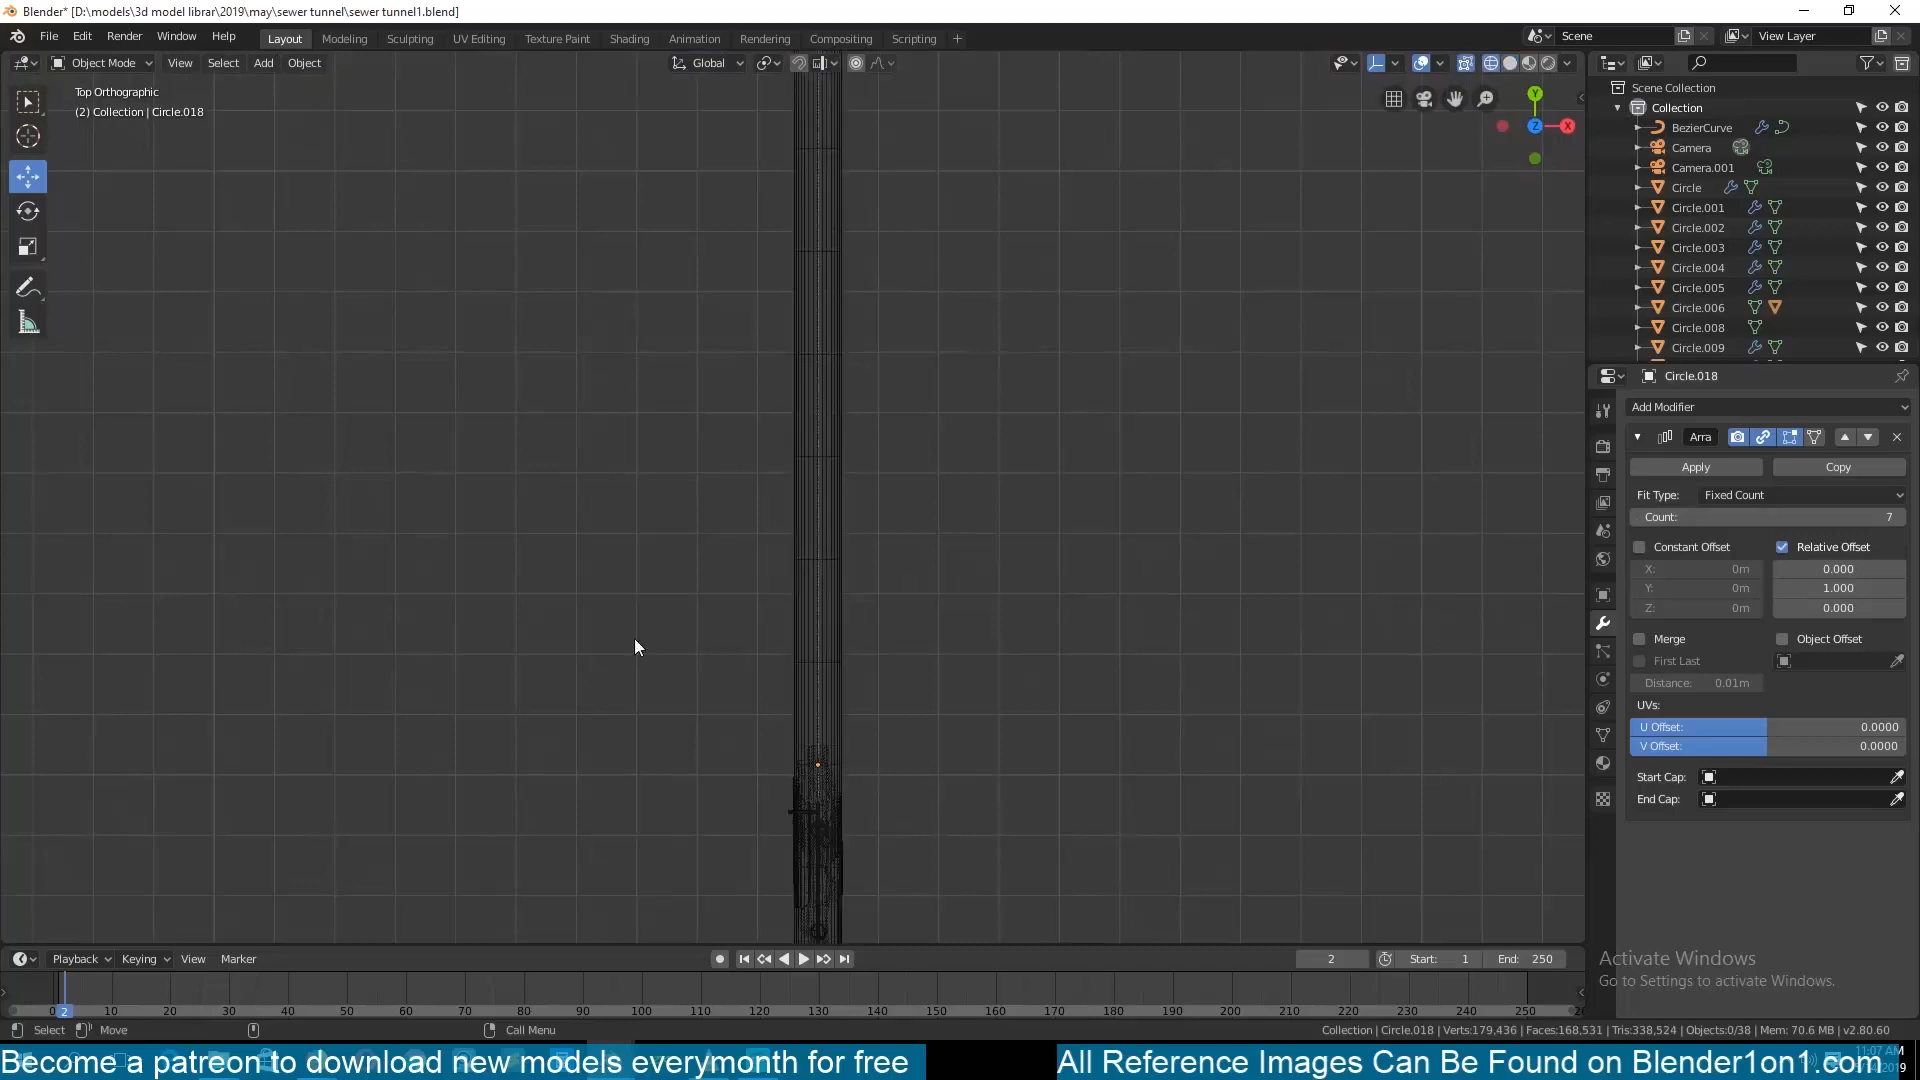 Blender* [D:\models\3d model librar\2019\may\sewer tunnel\sewer tunnel1.blend]
File Edit Render Window Help Layout Modeling Sculpting UV Editing Texture Paint Shading Animation Rendering Compositing Scripting + Scene View Layer
Object Mode View Select Add Object Global
Top Orthographic
(2) Collection | Circle.018
Y
Z
X
Scene Collection
Collection
BezierCurve
Camera
Camera.001
Circle
Circle.001
Circle.002
Circle.003
Circle.004
Circle.005
Circle.006
Circle.008
Circle.009
Circle.018
Add Modifier
Arra
Apply Copy
Fit Type: Fixed Count
Count: 7
Constant Offset Relative Offset
X: 0m 0.000
Y: 0m 1.000
Z: 0m 0.000
Merge Object Offset
First Last
Distance: 0.01m
UVs:
U Offset: 0.0000
V Offset: 0.0000
Start Cap:
End Cap:
Activate Windows
Go to Settings to activate Windows.
Playback Keying View Marker 2 Start: 1 End: 250
0 2 10 20 30 40 50 60 70 80 90 100 110 120 130 140 150 160 170 180 190 200 210 220 230 240 250
Select Move Call Menu Collection | Circle.018 | Verts:179,436 | Faces:168,531 | Tris:338,524 | Objects:0/38 | Mem: 70.6 MB | v2.80.60
Become a patreon to download new models everymonth for free All Reference Images Can Be Found on Blender1on1.com
11:07 AM